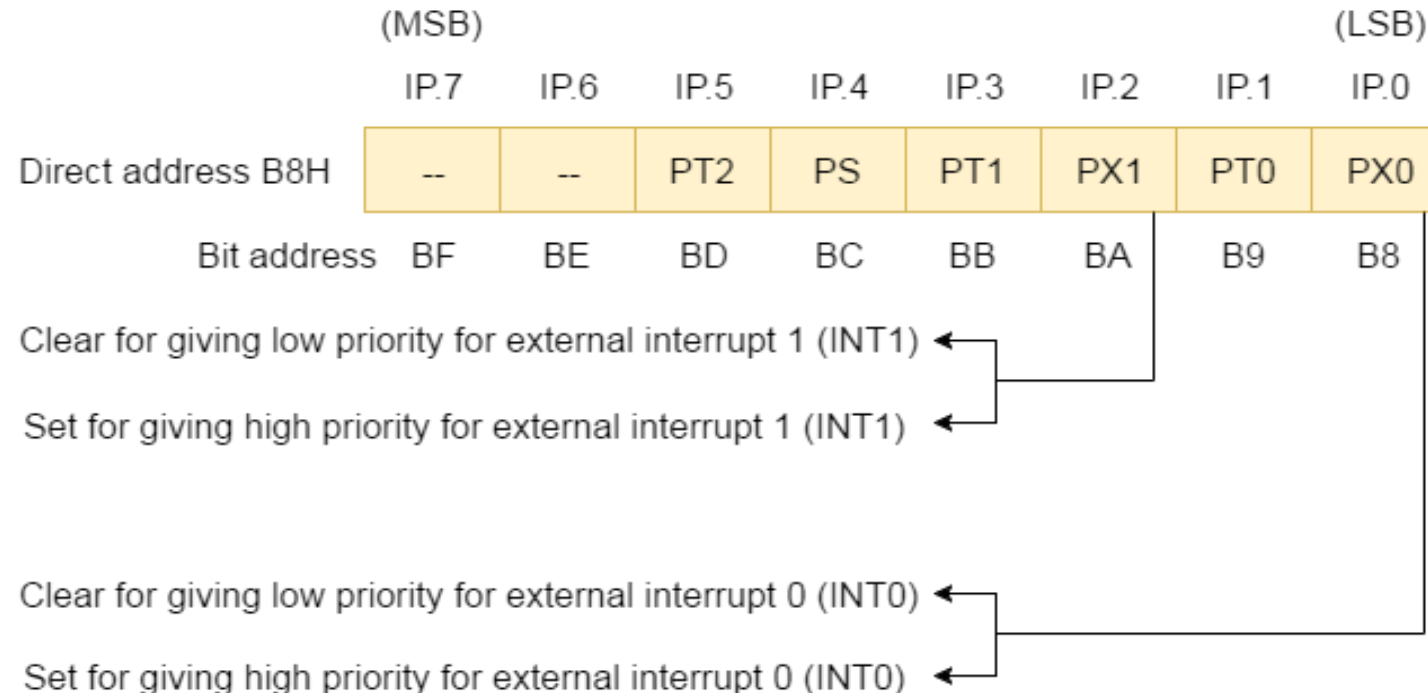 (MSB) (LSB)
IP.7 IP.6 IP.5 IP.4 IP.3 IP.2 IP.1 IP.0
Direct address B8H -- -- PT2 PS PT1 PX1 PT0 PX0
Bit address BF BE BD BC BB BA B9 B8
Clear for giving low priority for external interrupt 1 (INT1)
Set for giving high priority for external interrupt 1 (INT1)
Clear for giving low priority for external interrupt 0 (INT0)
Set for giving high priority for external interrupt 0 (INT0)